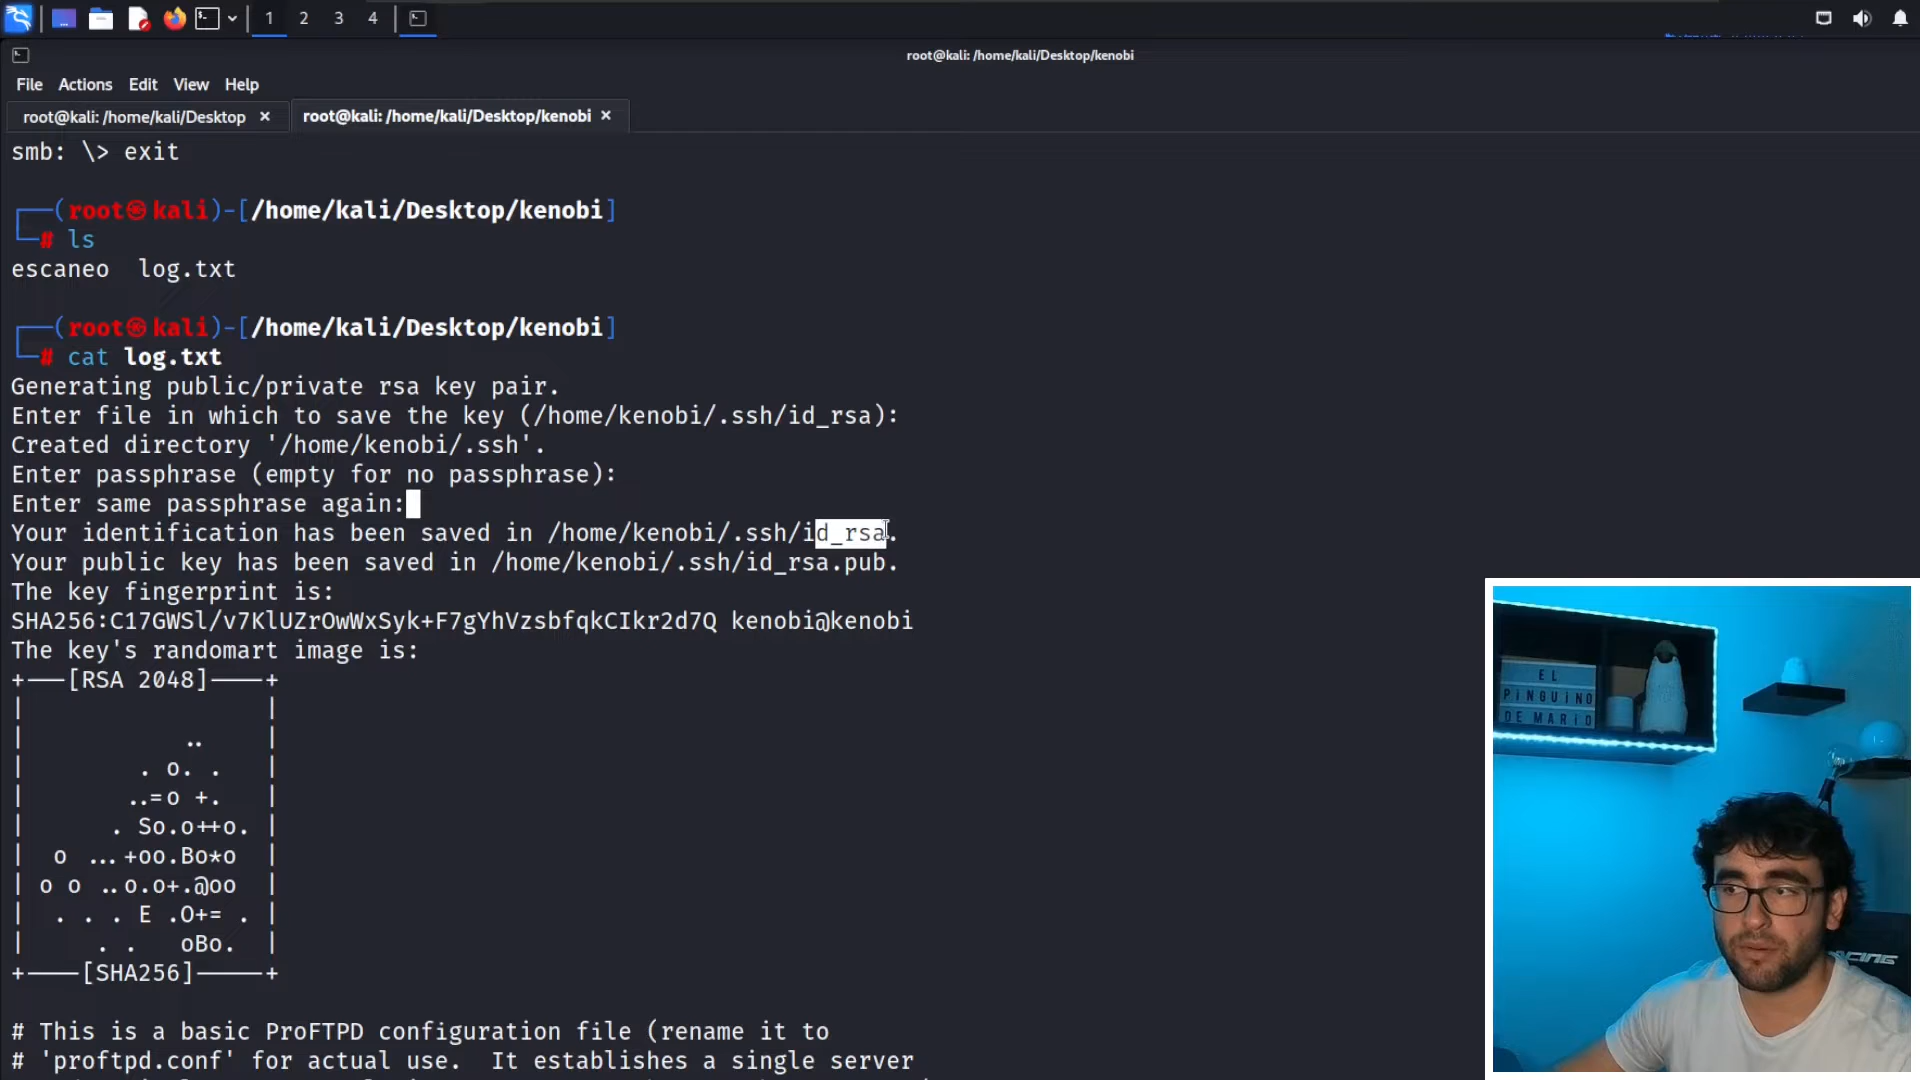 1 2 3 4
root@kali: /home/kali/Desktop/kenobi
File Actions Edit View Help
root@kali: /home/kali/Desktop × root@kali: /home/kali/Desktop/kenobi ×
smb: \> exit
┌──(root㉿kali)-[/home/kali/Desktop/kenobi]
└─# ls
escaneo  log.txt
┌──(root㉿kali)-[/home/kali/Desktop/kenobi]
└─# cat log.txt
Generating public/private rsa key pair.
Enter file in which to save the key (/home/kenobi/.ssh/id_rsa):
Created directory '/home/kenobi/.ssh'.
Enter passphrase (empty for no passphrase):
Enter same passphrase again:
Your identification has been saved in /home/kenobi/.ssh/id_rsa.
Your public key has been saved in /home/kenobi/.ssh/id_rsa.pub.
The key fingerprint is:
SHA256:C17GWSl/v7KlUZrOwWxSyk+F7gYhVzsbfqkCIkr2d7Q kenobi@kenobi
The key's randomart image is:
+---[RSA 2048]----+
|                 |
|           ..    |
|        . o. .   |
|       ..=o +.   |
|      . So.o++o. |
|  o ...+oo.Bo*o  |
| o o ..o.o+.@oo  |
|  . . . E .O+= . |
|     . .   oBo.  |
+----[SHA256]-----+
# This is a basic ProFTPD configuration file (rename it to
# 'proftpd.conf' for actual use.  It establishes a single server
EL
PiNGUiNO
DE MARiO